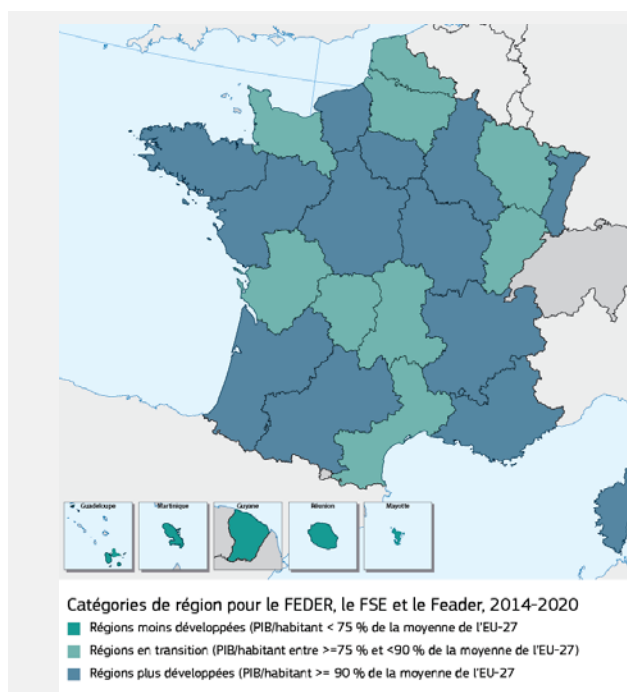 Guadeloupe
Martinique
Guyane
Réunion
Mayotte
Catégories de région pour le FEDER, le FSE et le Feader, 2014-2020
Régions moins développées (PIB/habitant < 75 % de la moyenne de l'EU-27
Régions en transition (PIB/habitant entre >=75 % et <90 % de la moyenne de l'EU-27)
Régions plus développées (PIB/habitant >= 90 % de la moyenne de l'EU-27